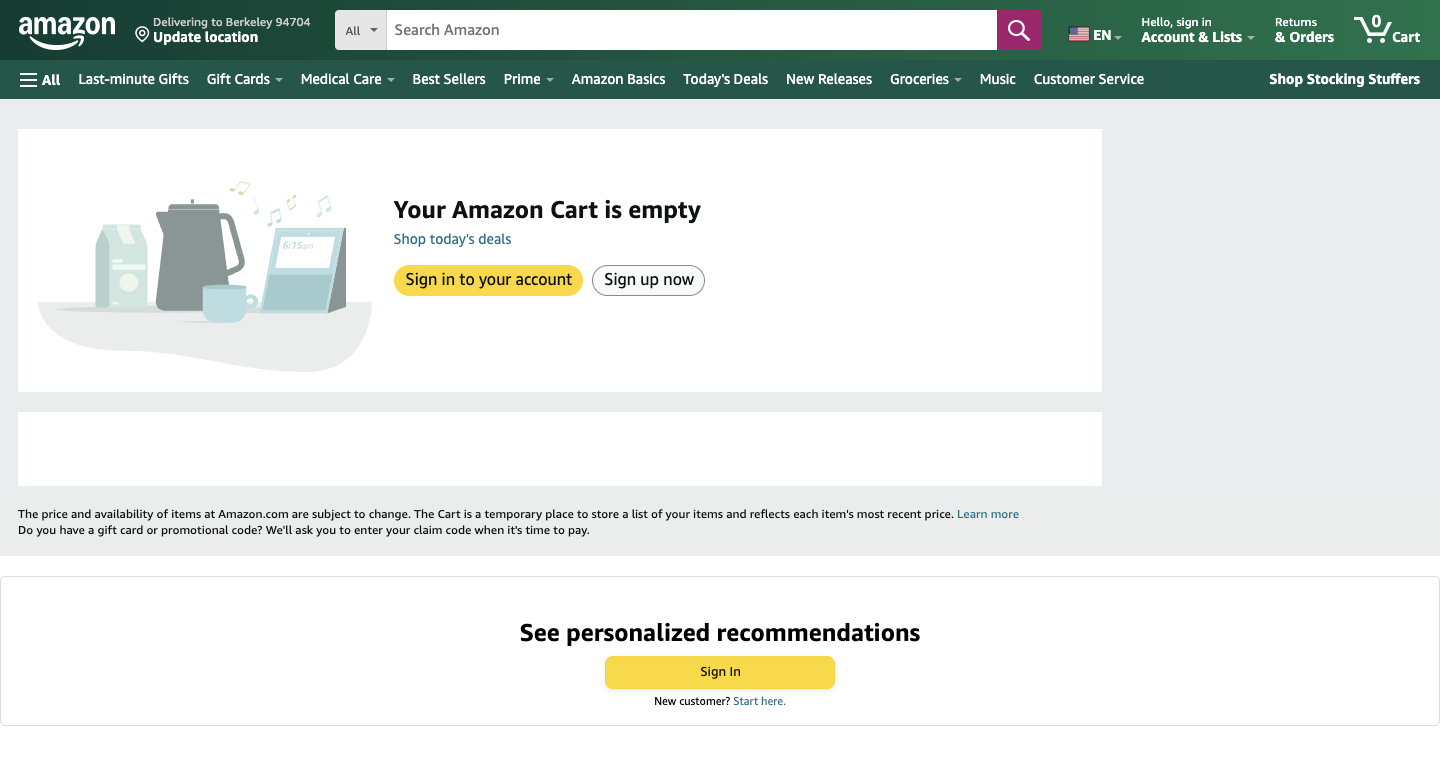 amazon
Delivering to Berkeley 94704
Update location
All
Search Amazon
EN
Hello, sign in
Account & Lists
Returns
& Orders
0
Cart
All
Last-minute Gifts
Gift Cards
Medical Care
Best Sellers
Prime
Amazon Basics
Today's Deals
New Releases
Groceries
Music
Customer Service
Shop Stocking Stuffers
6:15am
Your Amazon Cart is empty
Shop today's deals
Sign in to your account
Sign up now
The price and availability of items at Amazon.com are subject to change. The Cart is a temporary place to store a list of your items and reflects each item's most recent price. Learn more
Do you have a gift card or promotional code? We'll ask you to enter your claim code when it's time to pay.
See personalized recommendations
Sign In
New customer? Start here.